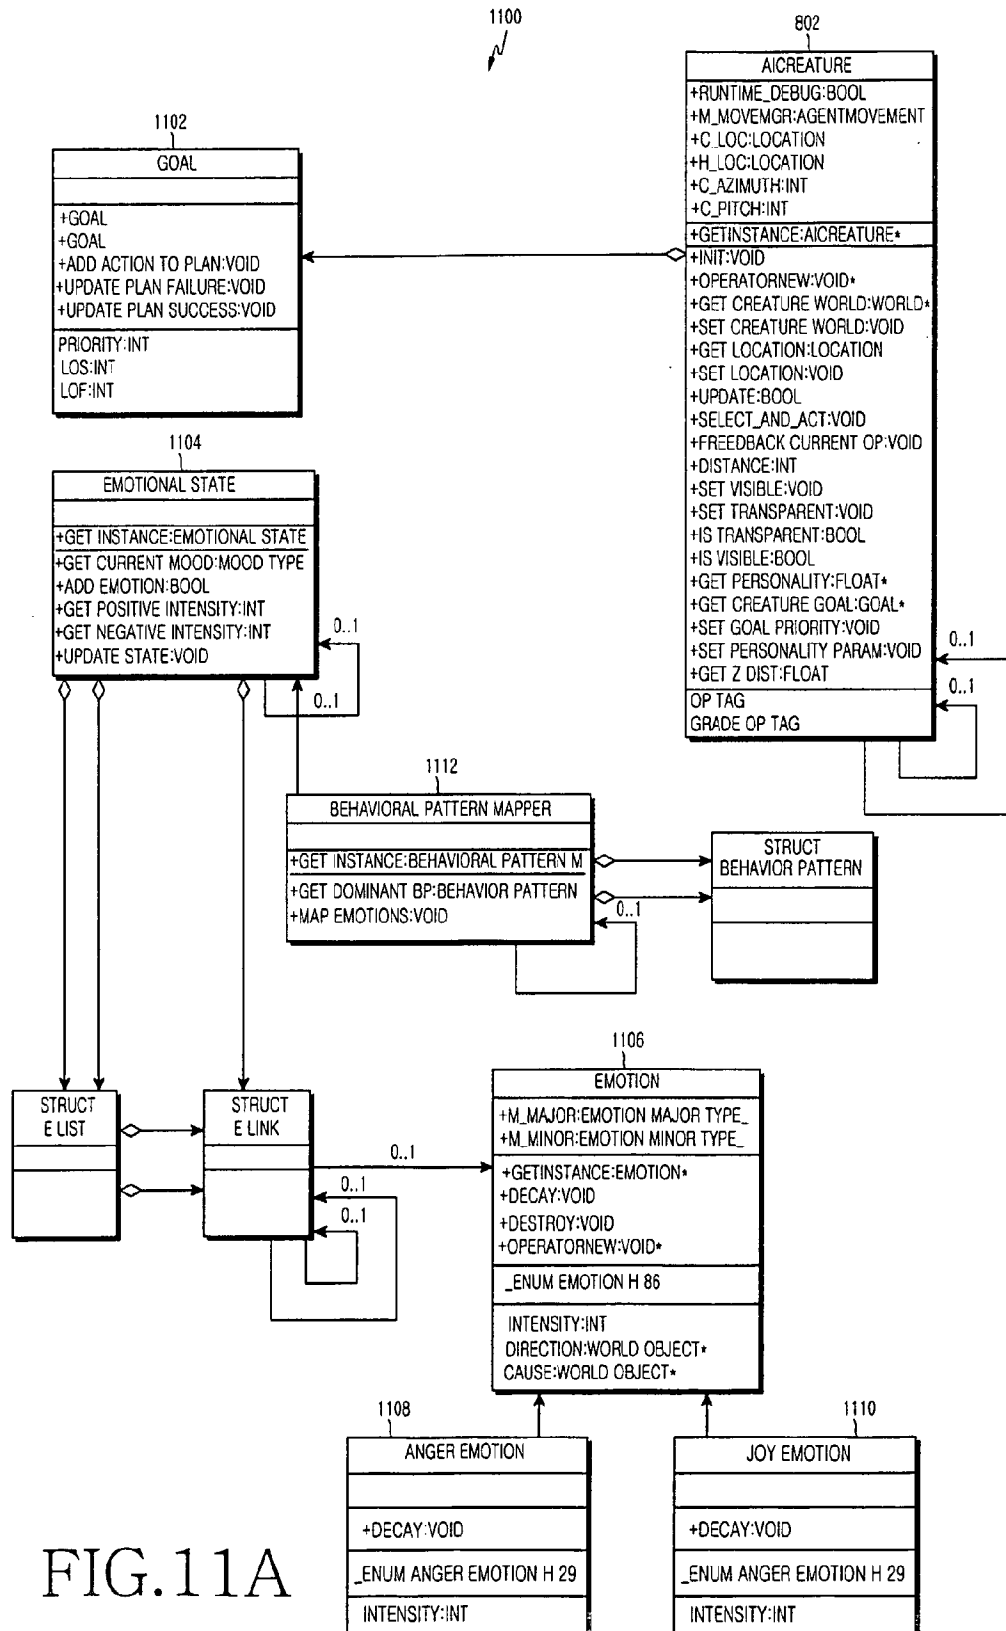 1100
802
AICREATURE
+RUNTIME_DEBUG:BOOL
+M_MOVEMGR:AGENTMOVEMENT
+C_LOC:LOCATION
+H_LOC:LOCATION
+C_AZIMUTH:INT
+C_PITCH:INT
+GETINSTANCE:AICREATURE*
+INIT:VOID
+OPERATORNEW:VOID*
+GET CREATURE WORLD:WORLD*
+SET CREATURE WORLD:VOID
+GET LOCATION:LOCATION
+SET LOCATION:VOID
+UPDATE:BOOL
+SELECT_AND_ACT:VOID
+FREEDBACK CURRENT OP:VOID
+DISTANCE:INT
+SET VISIBLE:VOID
+SET TRANSPARENT:VOID
+IS TRANSPARENT:BOOL
+IS VISIBLE:BOOL
+GET PERSONALITY:FLOAT*
+GET CREATURE GOAL:GOAL*
+SET GOAL PRIORITY:VOID
+SET PERSONALITY PARAM:VOID
+GET Z DIST:FLOAT
OP TAG
GRADE OP TAG
0..1
0..1
1102
GOAL
+GOAL
+GOAL
+ADD ACTION TO PLAN:VOID
+UPDATE PLAN FAILURE:VOID
+UPDATE PLAN SUCCESS:VOID
PRIORITY:INT
LOS:INT
LOF:INT
1104
EMOTIONAL STATE
+GET INSTANCE:EMOTIONAL STATE
+GET CURRENT MOOD:MOOD TYPE
+ADD EMOTION:BOOL
+GET POSITIVE INTENSITY:INT
+GET NEGATIVE INTENSITY:INT
+UPDATE STATE:VOID
0..1
0..1
1112
BEHAVIORAL PATTERN MAPPER
+GET INSTANCE:BEHAVIORAL PATTERN M
+GET DOMINANT BP:BEHAVIOR PATTERN
+MAP EMOTIONS:VOID
0..1
STRUCT
BEHAVIOR PATTERN
STRUCT
E LIST
STRUCT
E LINK
0..1
0..1
0..1
1106
EMOTION
+M_MAJOR:EMOTION MAJOR TYPE_
+M_MINOR:EMOTION MINOR TYPE_
+GETINSTANCE:EMOTION*
+DECAY:VOID
+DESTROY:VOID
+OPERATORNEW:VOID*
_ENUM EMOTION H 86
INTENSITY:INT
DIRECTION:WORLD OBJECT*
CAUSE:WORLD OBJECT*
1108
ANGER EMOTION
+DECAY:VOID
_ENUM ANGER EMOTION H 29
INTENSITY:INT
1110
JOY EMOTION
+DECAY:VOID
_ENUM ANGER EMOTION H 29
INTENSITY:INT
FIG.11A